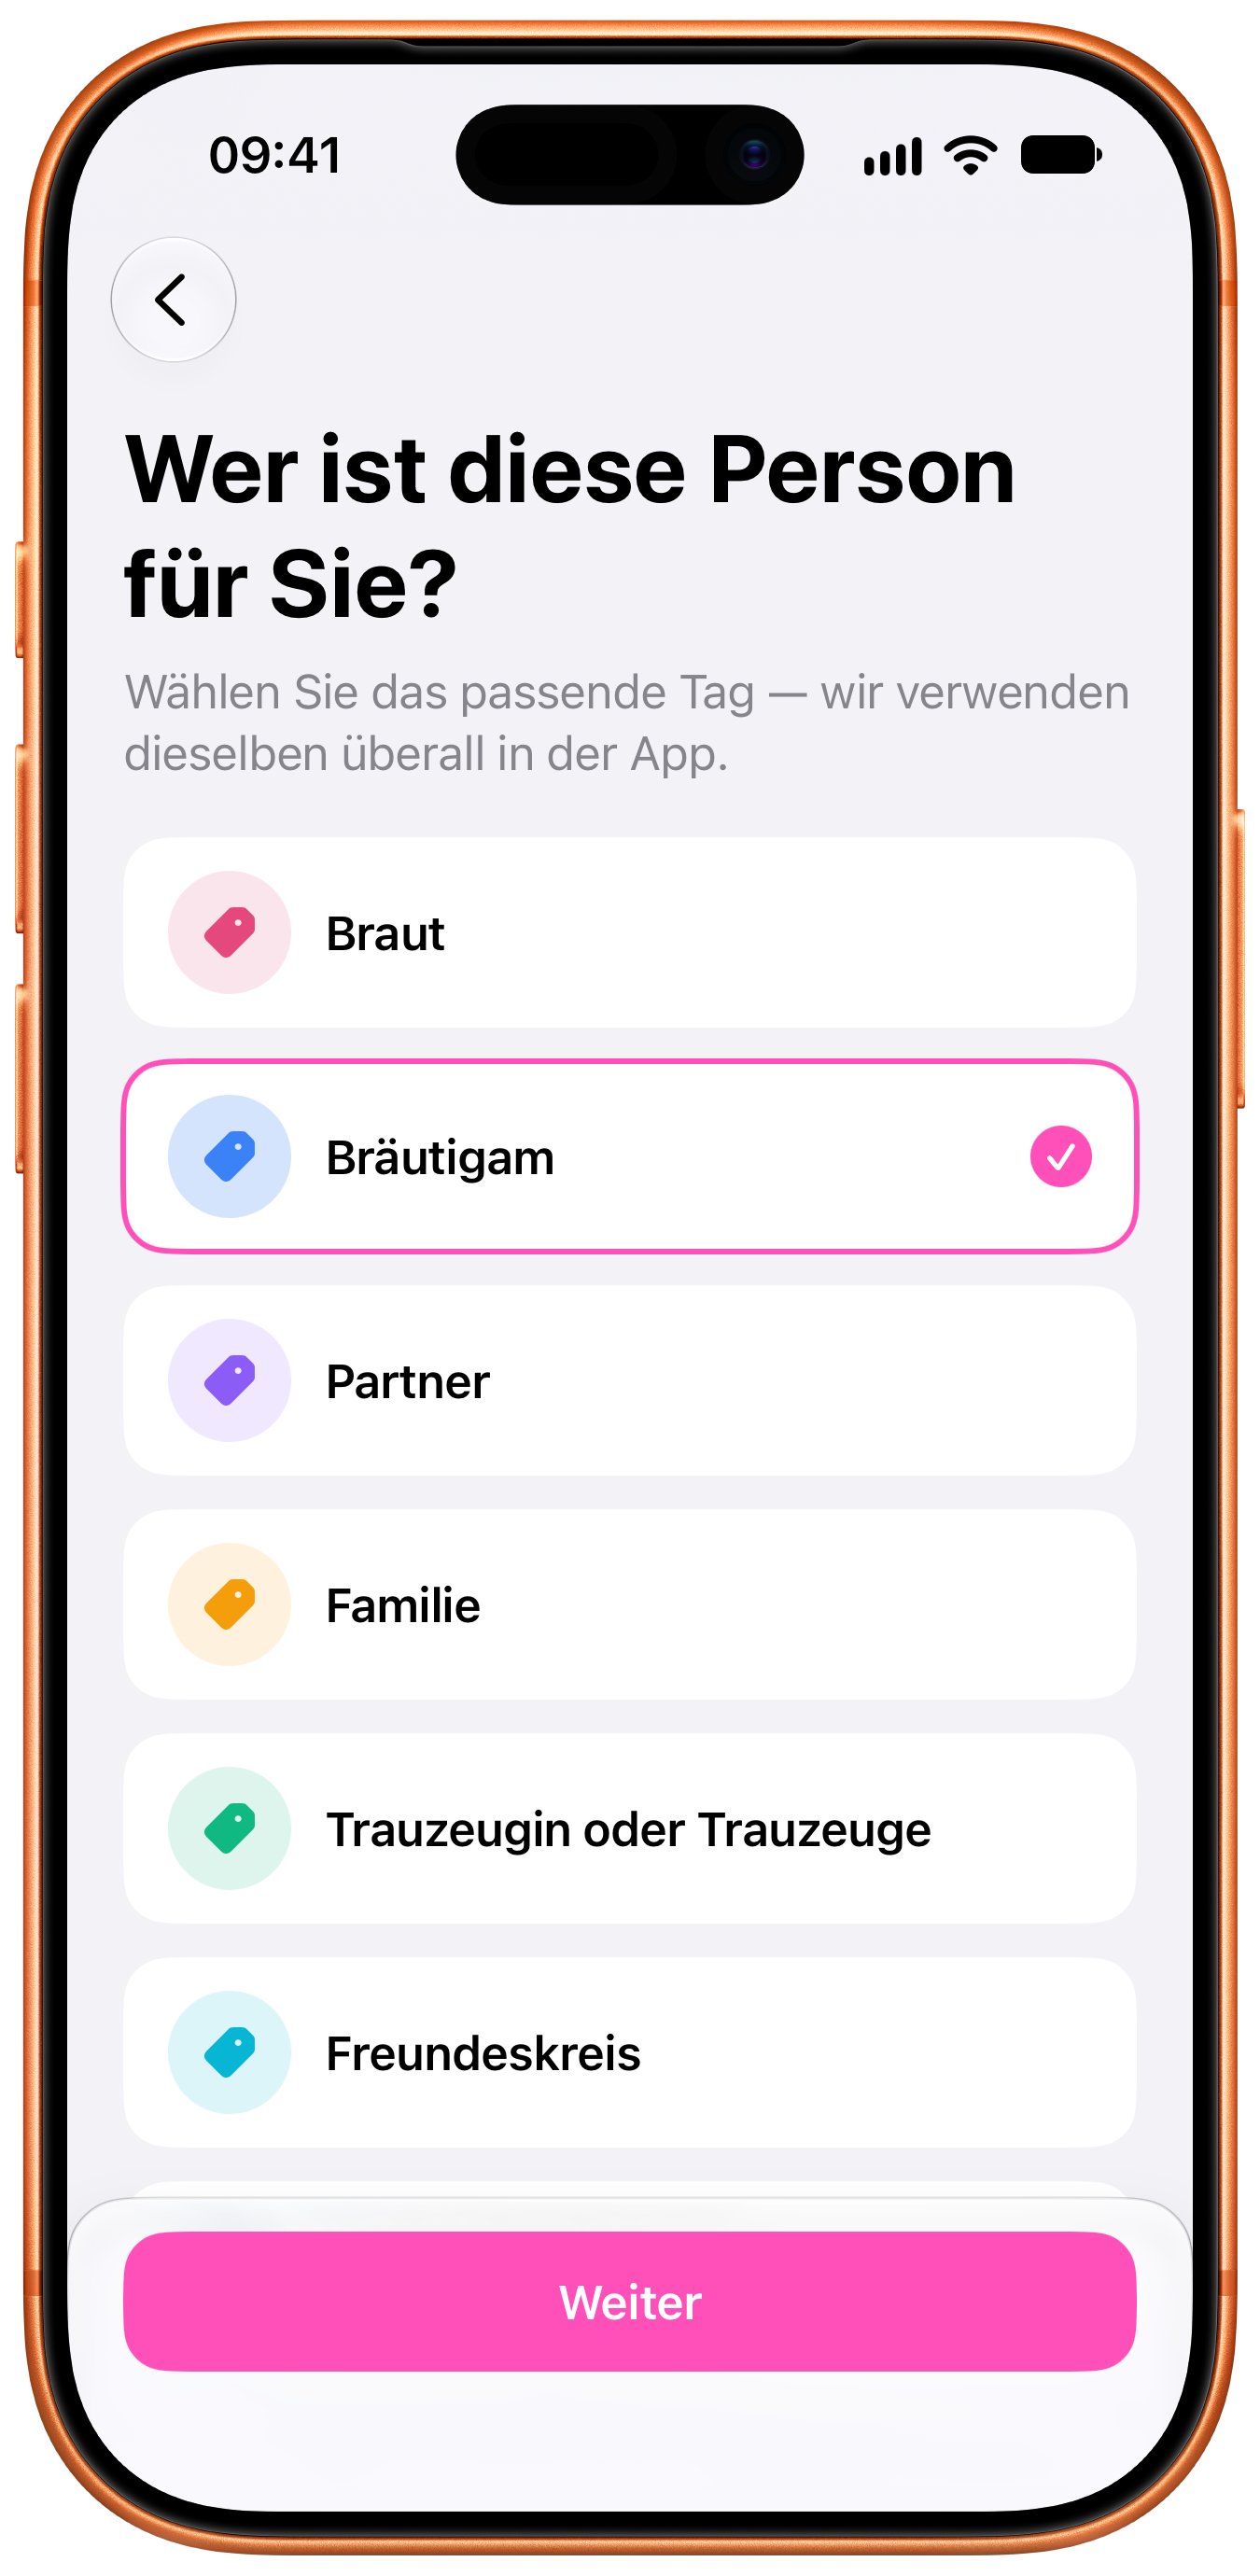 09:41
Wer ist diese Person
für Sie?
Wählen Sie das passende Tag — wir verwenden
dieselben überall in der App.
Braut
Bräutigam
Partner
Familie
Trauzeugin oder Trauzeuge
Freundeskreis
Weiter